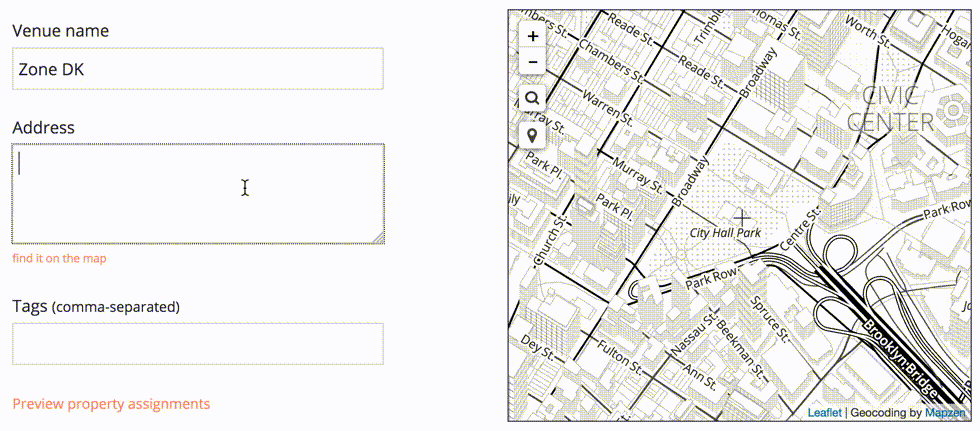 Venue name
Zone DK
Address
find it on the map
Tags (comma-separated)
Preview property assignments
+
−
Reade St.
Chambers St.
Reade St.
Chambers St.
Thomas St.
Worth St.
Broadway
CIVIC
CENTER
Warren St.
Murray St.
Murray St.
Park Pl.
Park Pl.
Broadway
Church St.
City Hall Park
Centre St.
Park Row
Park Row
Dey St.
Fulton St.
Nassau St.
Beekman St.
Spruce St.
Ann St.
Brooklyn Bridge
Leaflet | Geocoding by Mapzen